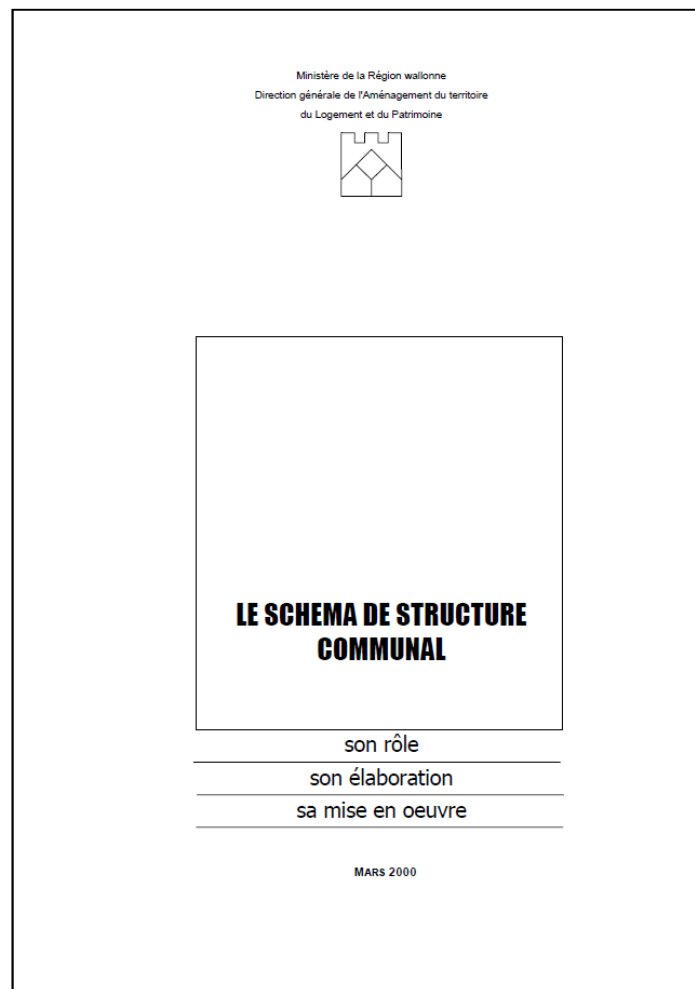 Ministère de la Région wallonne
Direction générale de l'Aménagement du territoire
du Logement et du Patrimoine
LE SCHEMA DE STRUCTURE
COMMUNAL
son rôle
son élaboration
sa mise en oeuvre
MARS 2000